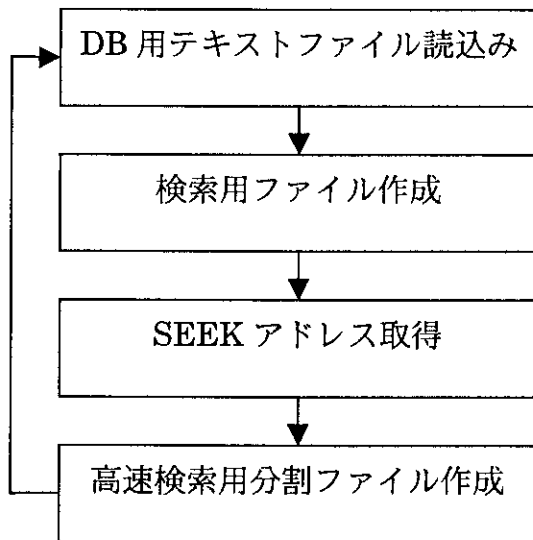 DB 用テキストファイル読込み
検索用ファイル作成
SEEK アドレス取得
高速検索用分割ファイル作成